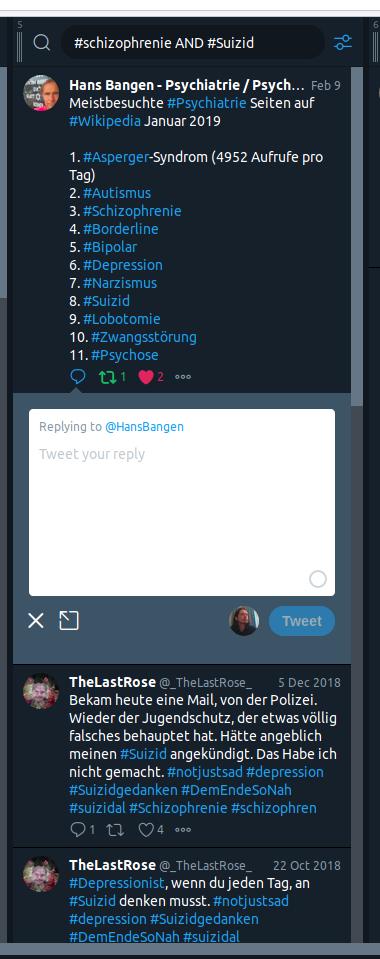 5
6
#schizophrenie AND #Suizid
Hans Bangen - Psychiatrie / Psych... Feb 9
Meistbesuchte #Psychiatrie Seiten auf
#Wikipedia Januar 2019
1. #Asperger-Syndrom (4952 Aufrufe pro
Tag)
2. #Autismus
3. #Schizophrenie
4. #Borderline
5. #Bipolar
6. #Depression
7. #Narzismus
8. #Suizid
9. #Lobotomie
10. #Zwangsstörung
11. #Psychose
1 2
Replying to @HansBangen
Tweet your reply
Tweet
TheLastRose @_TheLastRose_ 5 Dec 2018
Bekam heute eine Mail, von der Polizei.
Wieder der Jugendschutz, der etwas völlig
falsches behauptet hat. Hätte angeblich
meinen #Suizid angekündigt. Das Habe ich
nicht gemacht. #notjustsad #depression
#Suizidgedanken #DemEndeSoNah
#suizidal #Schizophrenie #schizophren
1 4
TheLastRose @_TheLastRose_ 22 Oct 2018
#Depressionist, wenn du jeden Tag, an
#Suizid denken musst. #notjustsad
#depression #Suizidgedanken
#DemEndeSoNah #suizidal